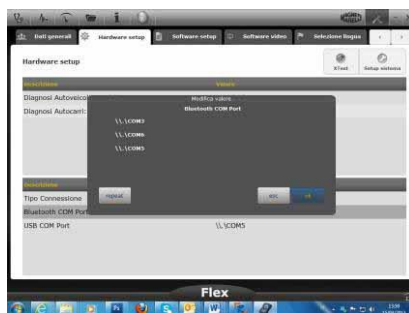 Dati generali
Hardware setup
Software setup
Software video
Selezione lingua
Hardware setup
XTest
Setup sistema
Descrizione
Valore
Diagnosi Autoveicoli
Diagnosi Autocarri:
Modifica valore...
Bluetooth COM Port
\\.\COM3
\\.\COM6
\\.\COM5
repeat
esc
ok
Descrizione
Tipo Connessione
Bluetooth COM Port
USB COM Port
\\.\COM5
Flex